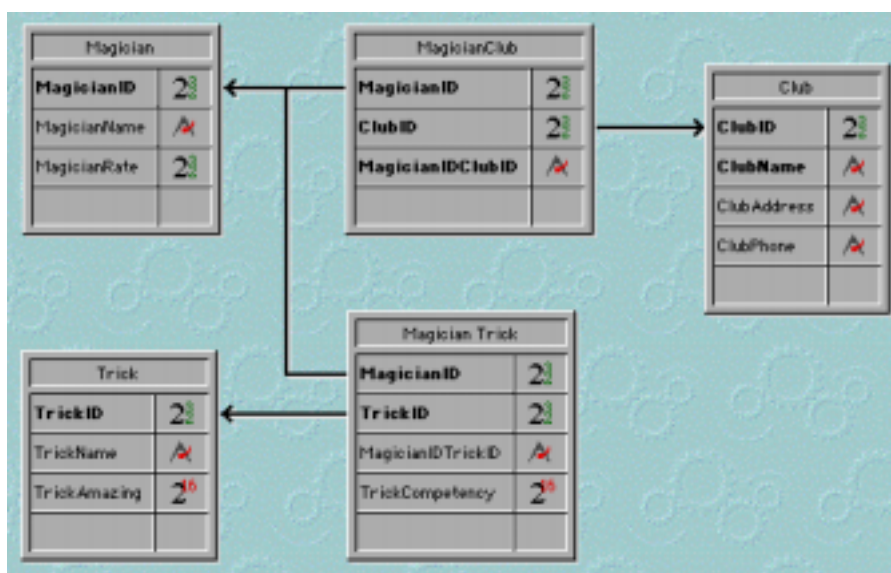 Magician
MagicianID
MagicianName
MagicianRate
MagicianClub
MagicianID
ClubID
MagicianIDClubID
Club
ClubID
ClubName
ClubAddress
ClubPhone
Trick
TrickID
TrickName
TrickAmazing
Magician Trick
MagicianID
TrickID
MagicianIDTrickID
TrickCompetency